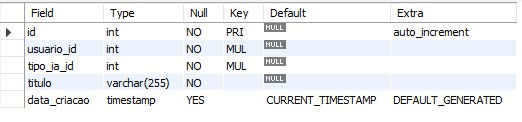 Field Type Null Key Default Extra
id int NO PRI NULL auto_increment
usuario_id int NO MUL NULL
tipo_ia_id int NO MUL NULL
titulo varchar(255) NO NULL
data_criacao timestamp YES CURRENT_TIMESTAMP DEFAULT_GENERATED